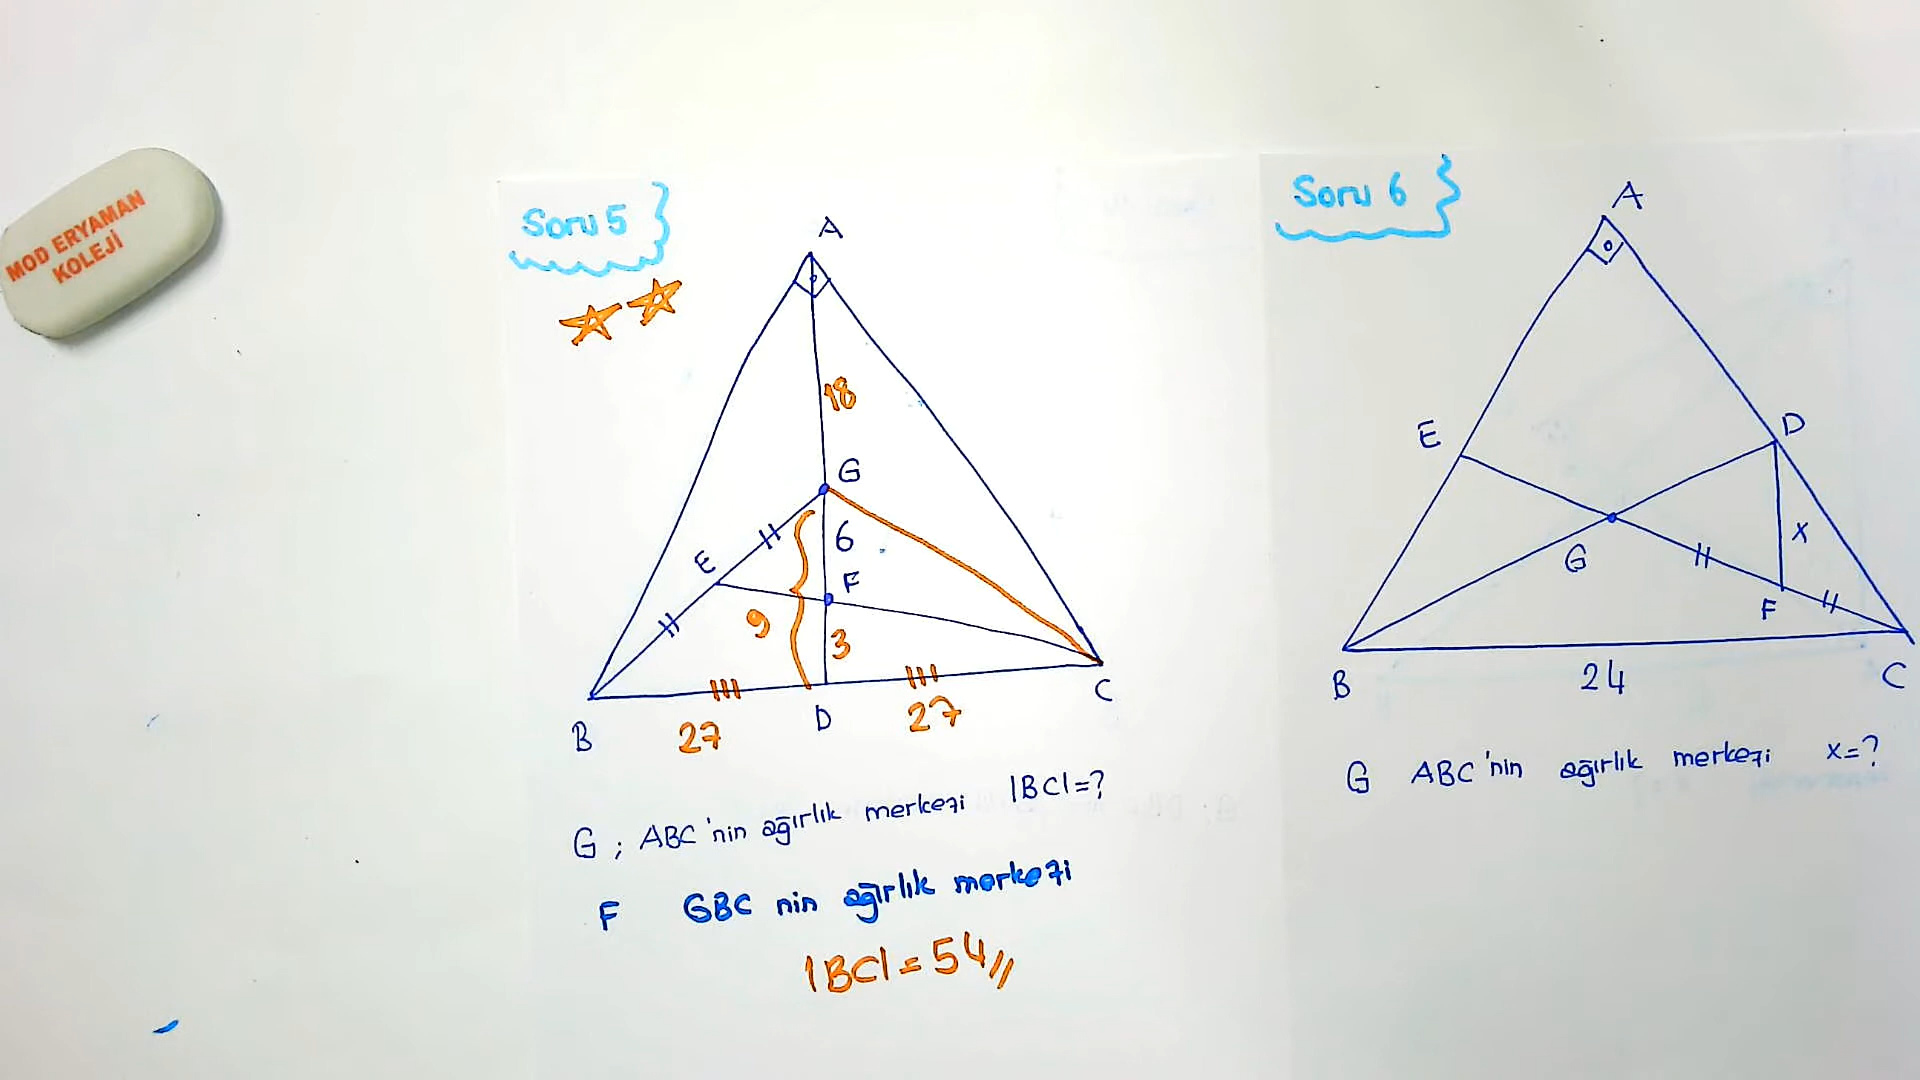 MOD ERYAMAN
KOLEJİ
Soru 5
A
18
G
6
E
F
9
3
B
27
D
27
C
G ; ABC'nin ağırlık merkezi |BC|=?
F GBC nin ağırlık merkezi
|BC| = 54//
Soru 6
A
E
D
x
G
F
B
24
C
G ABC'nin ağırlık merkezi x=?